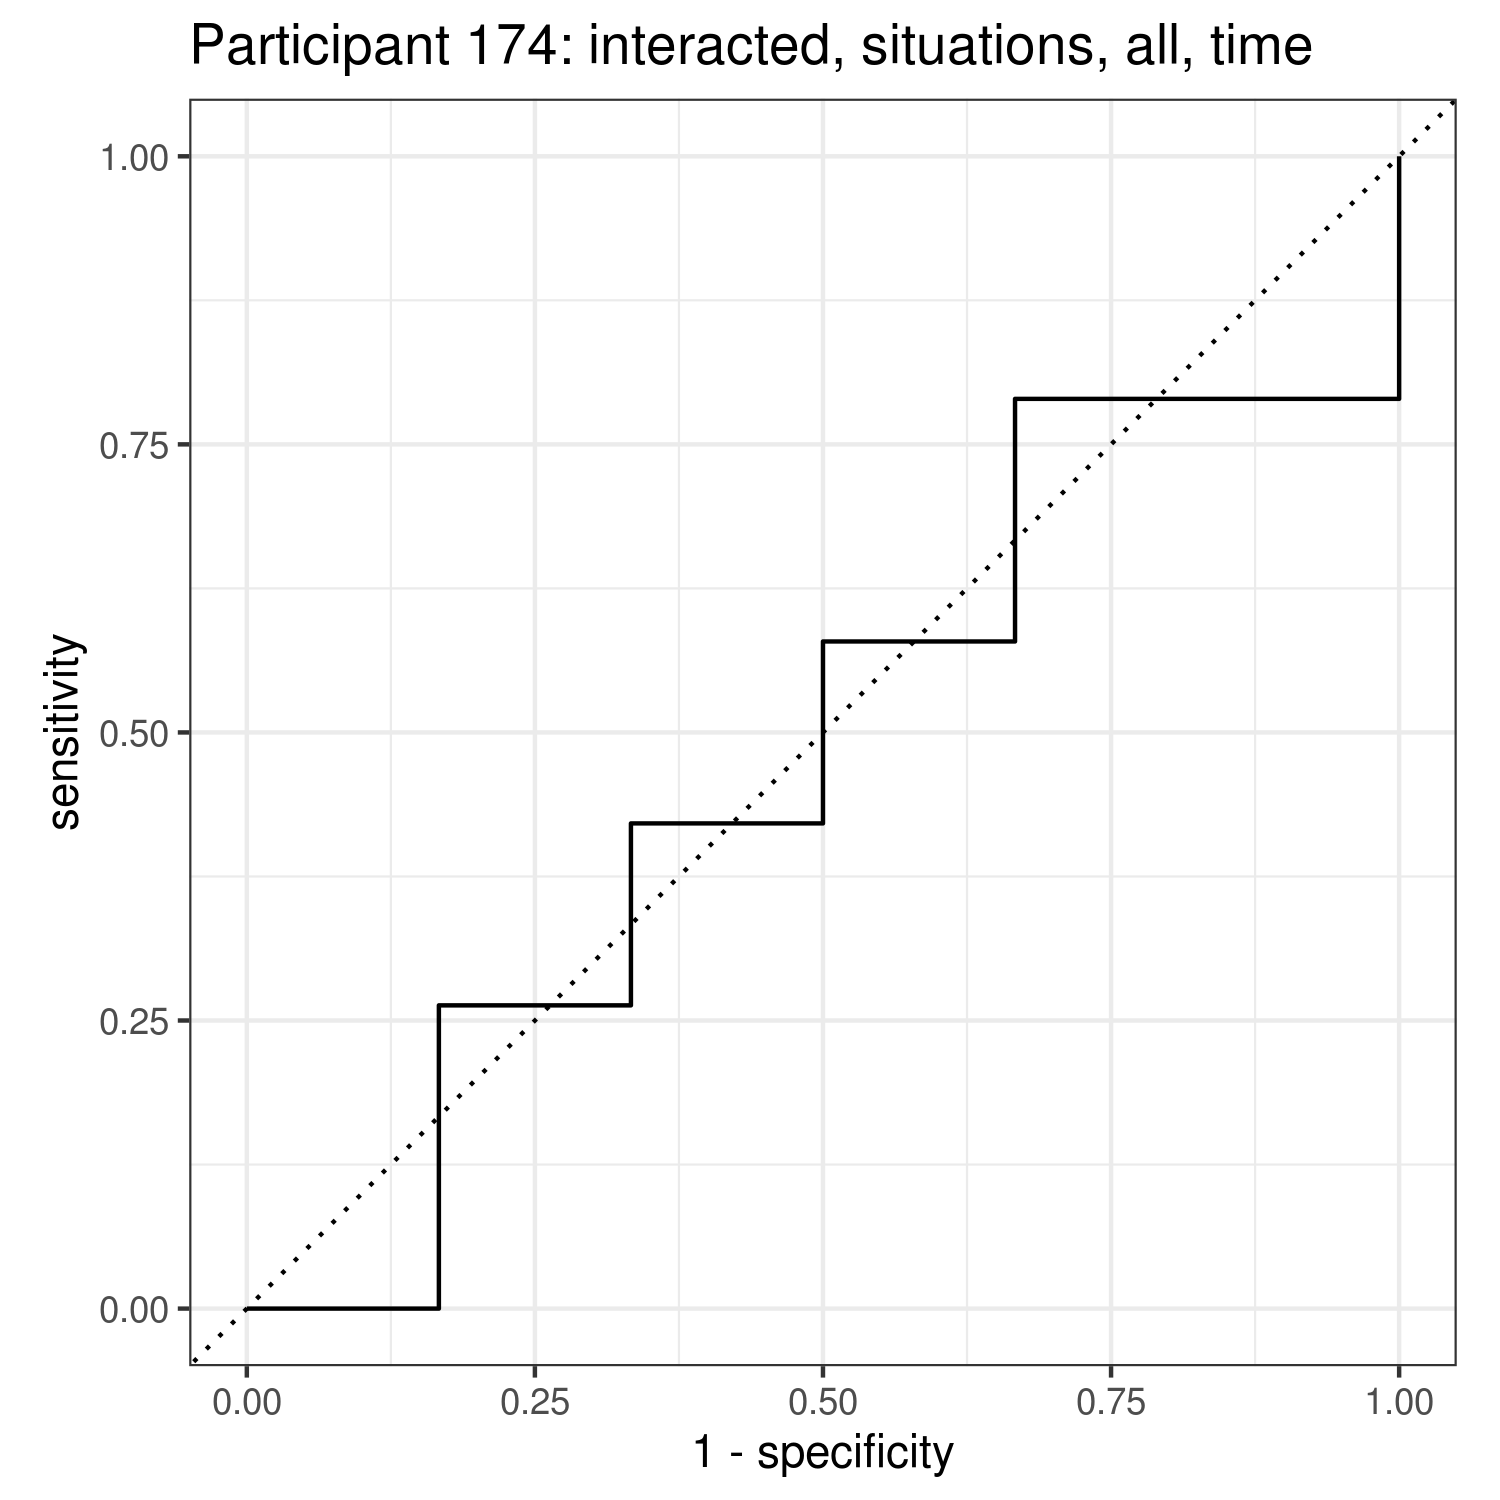 Participant 174: interacted, situations, all, time
sensitivity
1.00
0.75
0.50
0.25
0.00
0.00 0.25 0.50 0.75 1.00
1 - specificity